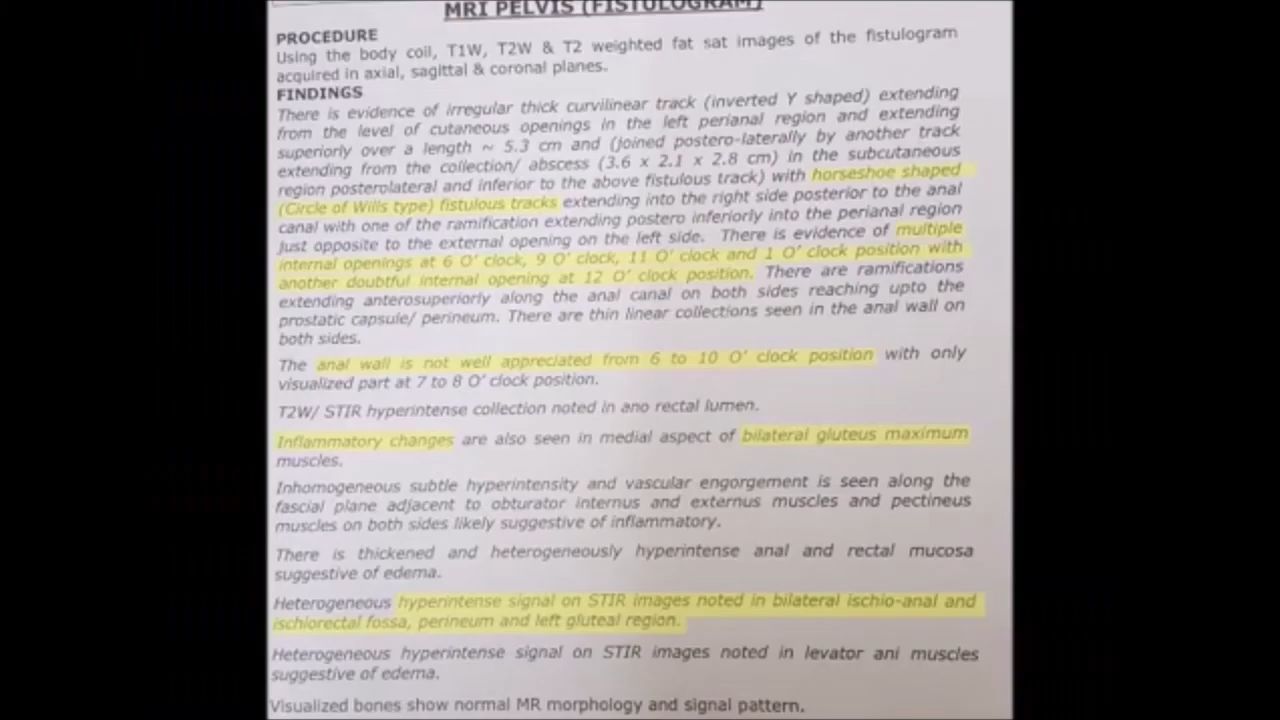 MRI PELVIS (FISTULOGRAM)
PROCEDURE
Using the body coil, T1W, T2W & T2 weighted fat sat images of the fistulogram
acquired in axial, sagittal & coronal planes.
FINDINGS
There is evidence of irregular thick curvilinear track (inverted Y shaped) extending
from the level of cutaneous openings in the left perianal region and extending
superiorly over a length ~ 5.3 cm and (joined postero-laterally by another track
extending from the collection/ abscess (3.6 x 2.1 x 2.8 cm) in the subcutaneous
region posterolateral and inferior to the above fistulous track) with horseshoe shaped
(Circle of Wills type) fistulous tracks extending into the right side posterior to the anal
canal with one of the ramification extending postero inferiorly into the perianal region
just opposite to the external opening on the left side. There is evidence of multiple
internal openings at 6 O' clock, 9 O' clock, 11 O' clock and 1 O' clock position with
another doubtful internal opening at 12 O' clock position. There are ramifications
extending anterosuperiorly along the anal canal on both sides reaching upto the
prostatic capsule/ perineum. There are thin linear collections seen in the anal wall on
both sides.
The anal wall is not well appreciated from 6 to 10 O' clock position with only
visualized part at 7 to 8 O' clock position.
T2W/ STIR hyperintense collection noted in ano rectal lumen.
Inflammatory changes are also seen in medial aspect of bilateral gluteus maximum
muscles.
Inhomogeneous subtle hyperintensity and vascular engorgement is seen along the
fascial plane adjacent to obturator internus and externus muscles and pectineus
muscles on both sides likely suggestive of inflammatory.
There is thickened and heterogeneously hyperintense anal and rectal mucosa
suggestive of edema.
Heterogeneous hyperintense signal on STIR images noted in bilateral ischio-anal and
ischiorectal fossa, perineum and left gluteal region.
Heterogeneous hyperintense signal on STIR images noted in levator ani muscles
suggestive of edema.
Visualized bones show normal MR morphology and signal pattern.